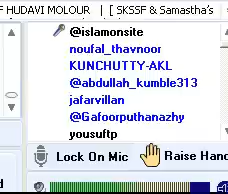 F HUDAVI MOLOUR | [ SKSSF & Samastha's
@islamonsite
noufal_thavnoor
KUNCHUTTY-AKL
@abdullah_kumble313
jafarvillan
@Gafoorputhanazhy
yousuftp
Lock On Mic
Raise Hand